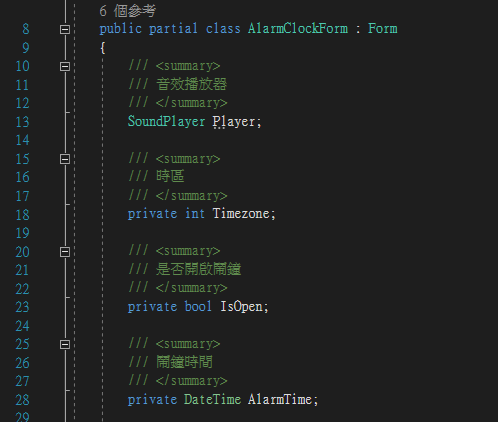 6 個參考
8 public partial class AlarmClockForm : Form
9 {
10 /// <summary>
11 /// 音效播放器
12 /// </summary>
13 SoundPlayer Player;
14
15 /// <summary>
16 /// 時區
17 /// </summary>
18 private int Timezone;
19
20 /// <summary>
21 /// 是否開啟鬧鐘
22 /// </summary>
23 private bool IsOpen;
24
25 /// <summary>
26 /// 鬧鐘時間
27 /// </summary>
28 private DateTime AlarmTime;
29